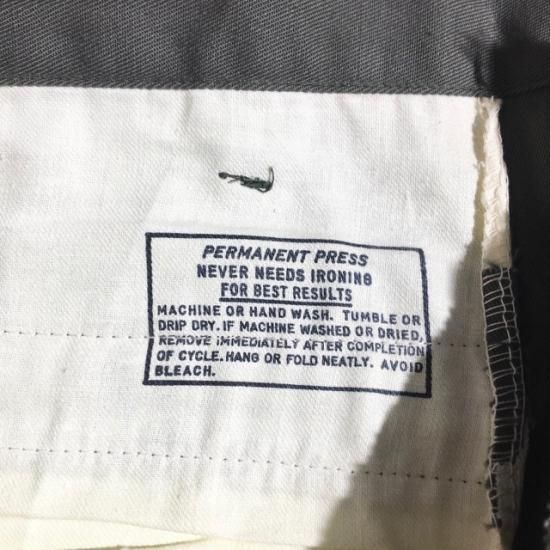 PERMANENT PRESS
NEVER NEEDS IRONING
FOR BEST RESULTS
MACHINE OR HAND WASH. TUMBLE OR
DRIP DRY. IF MACHINE WASHED OR DRIED,
REMOVE IMMEDIATELY AFTER COMPLETION
OF CYCLE. HANG OR FOLD NEATLY. AVOID
BLEACH.